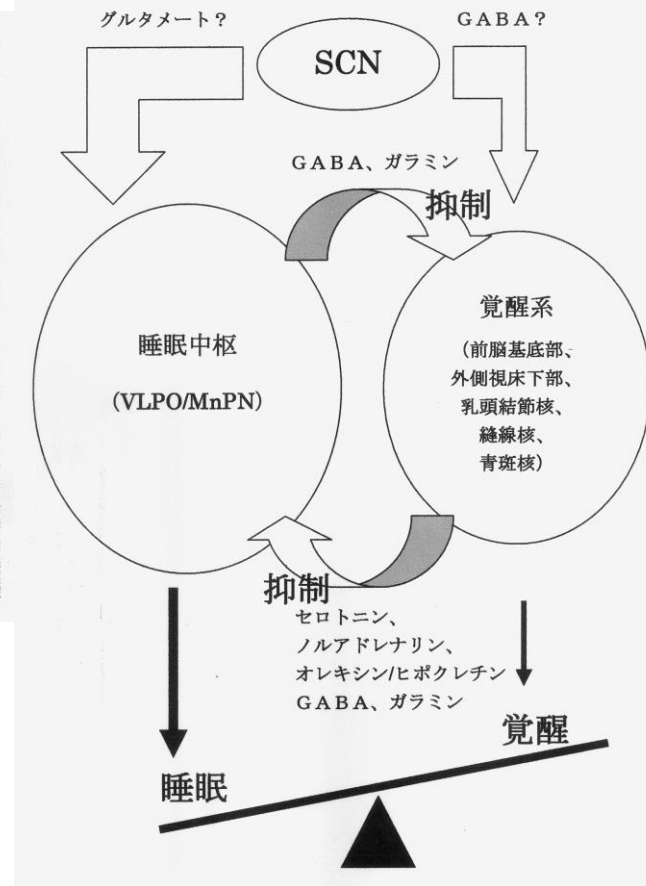 グルタメート?
GABA?
SCN
GABA、ガラミン
抑制
覚醒系
(前脳基底部、
外側視床下部、
乳頭結節核、
縫線核、
青斑核)
睡眠中枢
(VLPO/MnPN)
抑制
セロトニン、
ノルアドレナリン、
オレキシン/ヒポクレチン
GABA、ガラミン
覚醒
睡眠